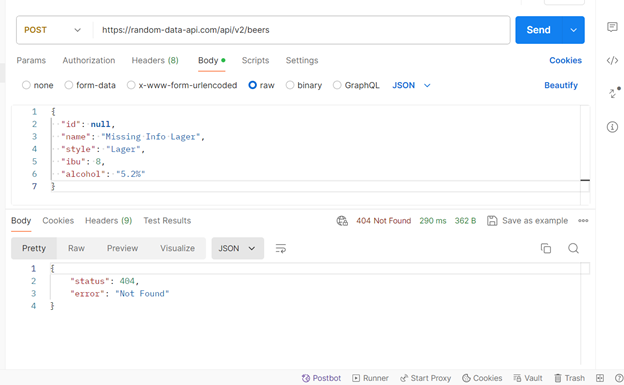 POST https://random-data-api.com/api/v2/beers Send
Params Authorization Headers (8) Body Scripts Settings Cookies
none form-data x-www-form-urlencoded raw binary GraphQL JSON Beautify
1 {
2 "id": null,
3 "name": "Missing Info Lager",
4 "style": "Lager",
5 "ibu": 8,
6 "alcohol": "5.2%"
7 }
Body Cookies Headers (9) Test Results 404 Not Found 290 ms 362 B Save as example
Pretty Raw Preview Visualize JSON
1 {
2 "status": 404,
3 "error": "Not Found"
4 }
Postbot Runner Start Proxy Cookies Vault Trash